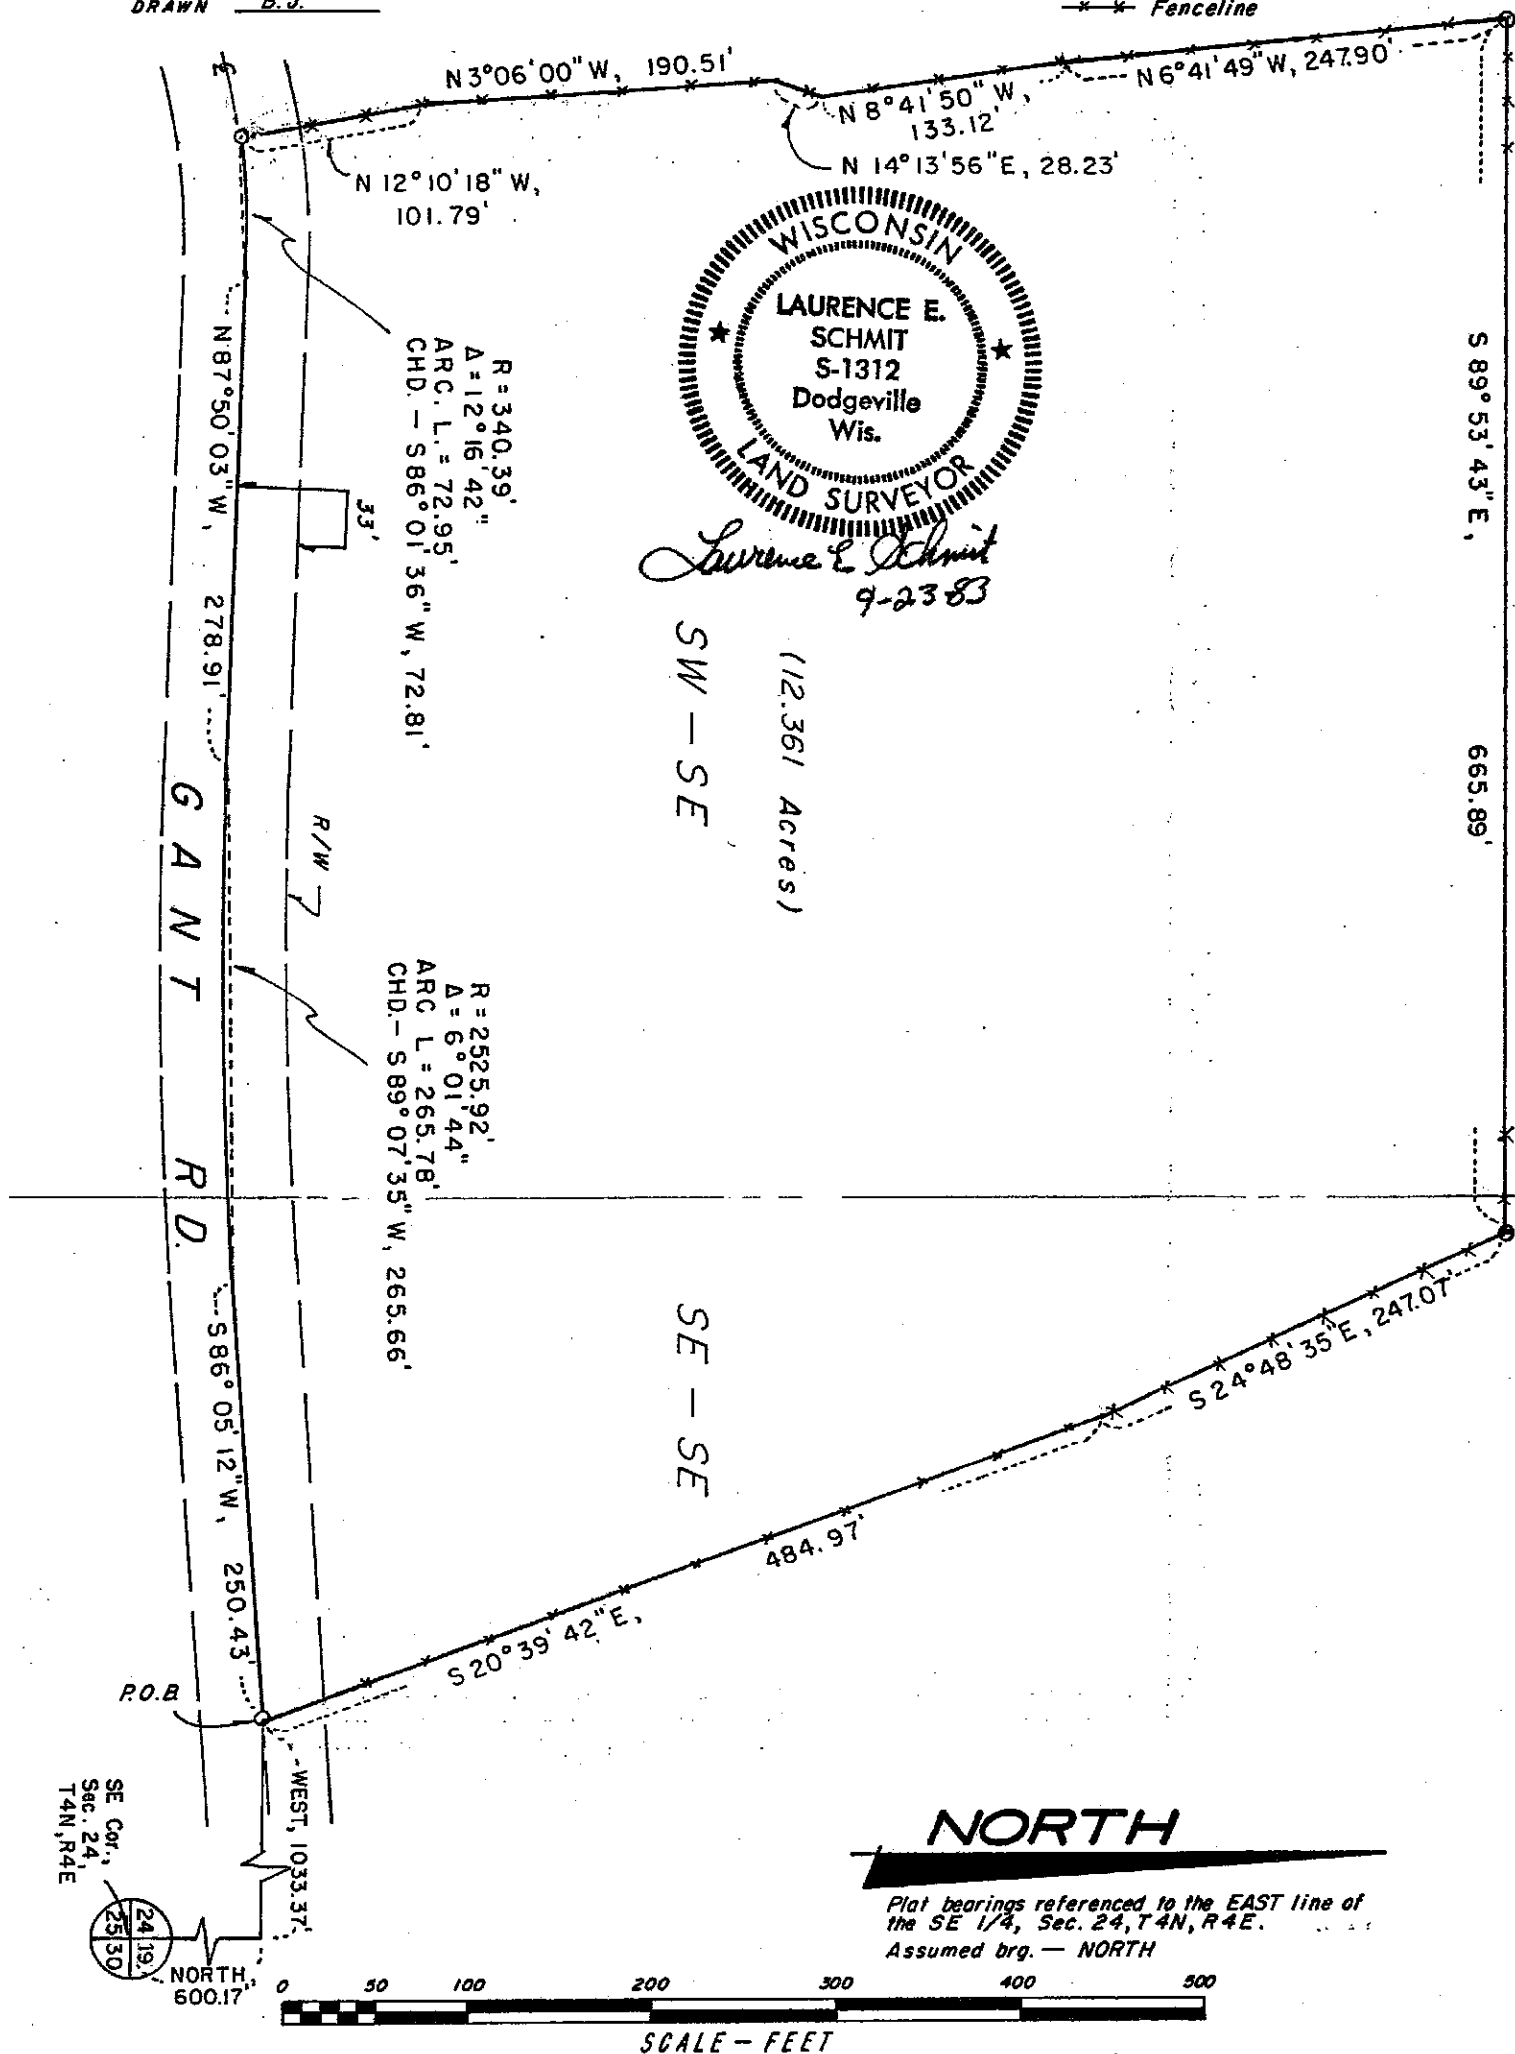 DRAWN B.J.
Fenceline
N 3°06'00" W, 190.51'
N 8°41'50" W,
133.12'
N 6°41'49" W, 247.90'
N 14°13'56" E, 28.23'
N 12°10'18" W,
101.79'
WISCONSIN
LAURENCE E.
SCHMIT
S-1312
Dodgeville
Wis.
LAND SURVEYOR
Laurence E. Schmit
9-23-83
S 89°53'43" E, 665.89'
R = 340.39'
Δ = 12°16'42"
ARC. L. = 72.95'
CHD. – S 86°01'36" W, 72.81'
N 87°50'03" W, 278.91'
33'
SW – SE
(12.361 Acres)
R/W
GANT RD.
R = 2525.92'
Δ = 6°01'44"
ARC L = 265.78'
CHD. – S 89°07'35" W, 265.66'
S 86°05'12" W, 250.43'
SE – SE
S 24°48'35" E, 247.07'
S 20°39'42" E, 484.97'
P.O.B.
WEST, 1033.37'
SE Cor.,
Sec. 24,
T4N, R4E
24 19
25 30
NORTH
600.17'
NORTH
Plat bearings referenced to the EAST line of
the SE 1/4, Sec. 24, T4N, R4E.
Assumed brg. — NORTH
0 50 100 200 300 400 500
SCALE – FEET